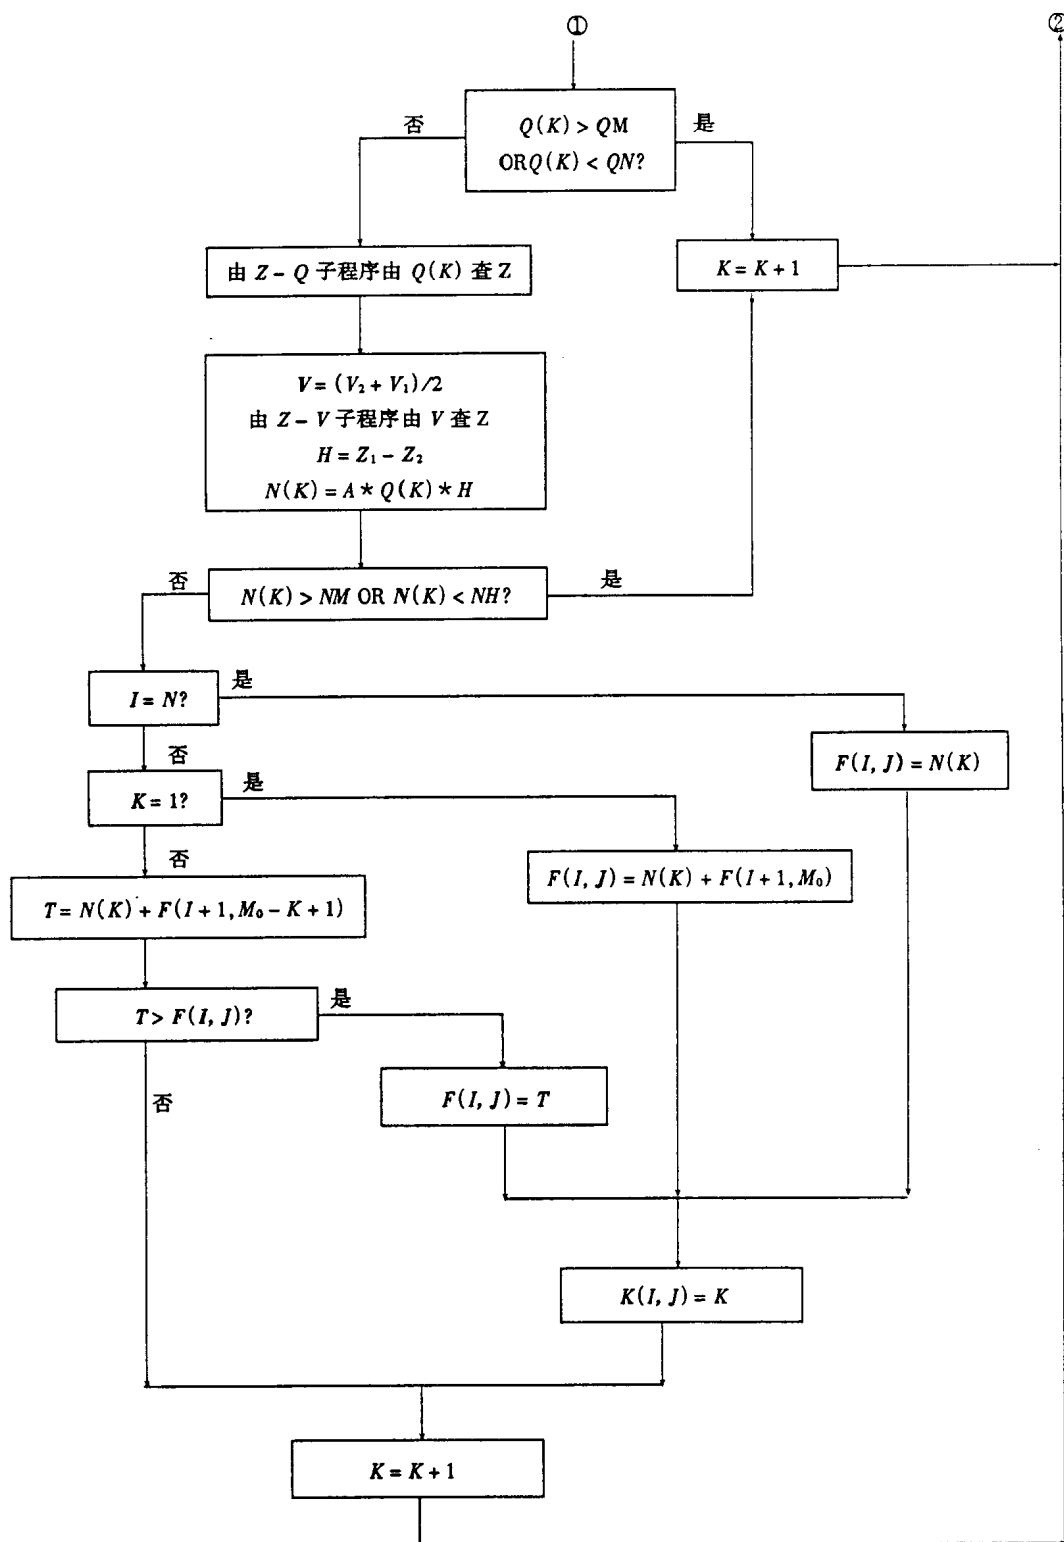 ①
②
否
Q(K) > QM
ORQ(K) < QN?
是
由 Z - Q 子程序由 Q(K) 查 Z
K = K + 1
V = (V₂ + V₁)/2
由 Z - V 子程序由 V 查 Z
H = Z₁ - Z₂
N(K) = A * Q(K) * H
否
N(K) > NM OR N(K) < NH?
是
I = N?
是
否
F(I, J) = N(K)
K = 1?
是
否
F(I, J) = N(K) + F(I + 1, M₀)
T = N(K) + F(I + 1, M₀ - K + 1)
T > F(I, J)?
是
否
F(I, J) = T
K(I, J) = K
K = K + 1